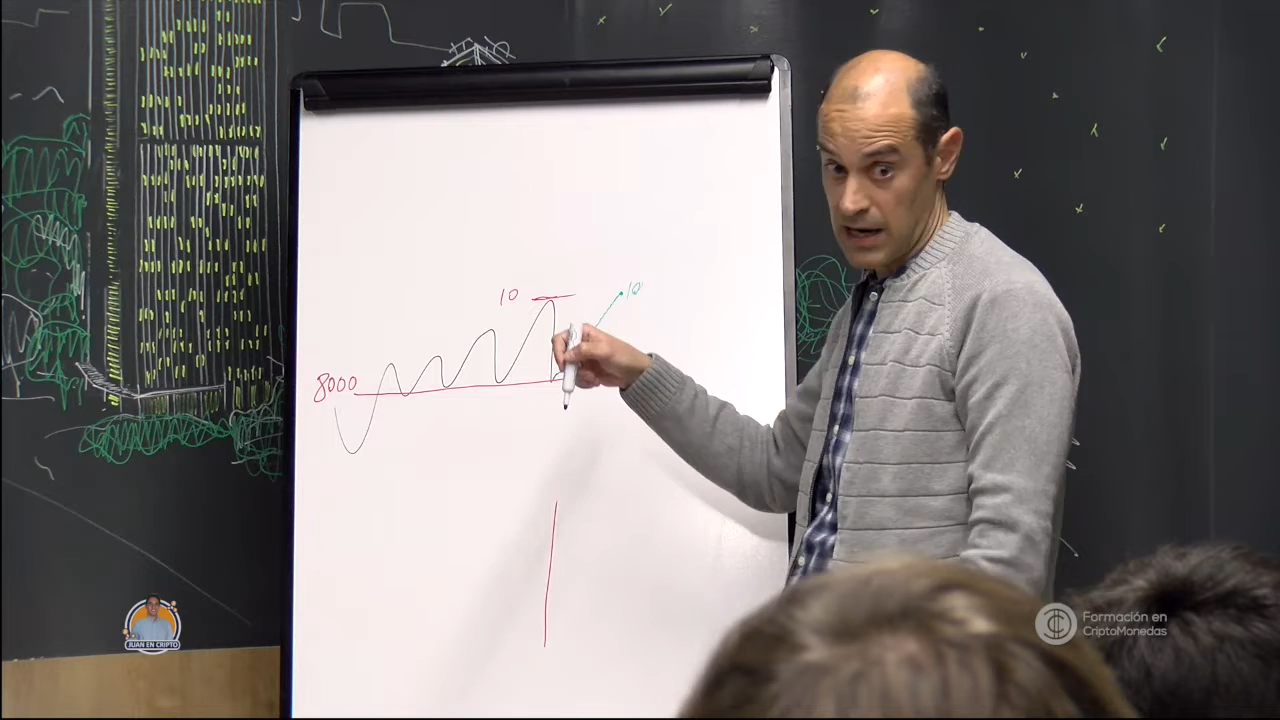 10
10
8000
JUAN EN CRIPTO
Formación en
CriptoMonedas